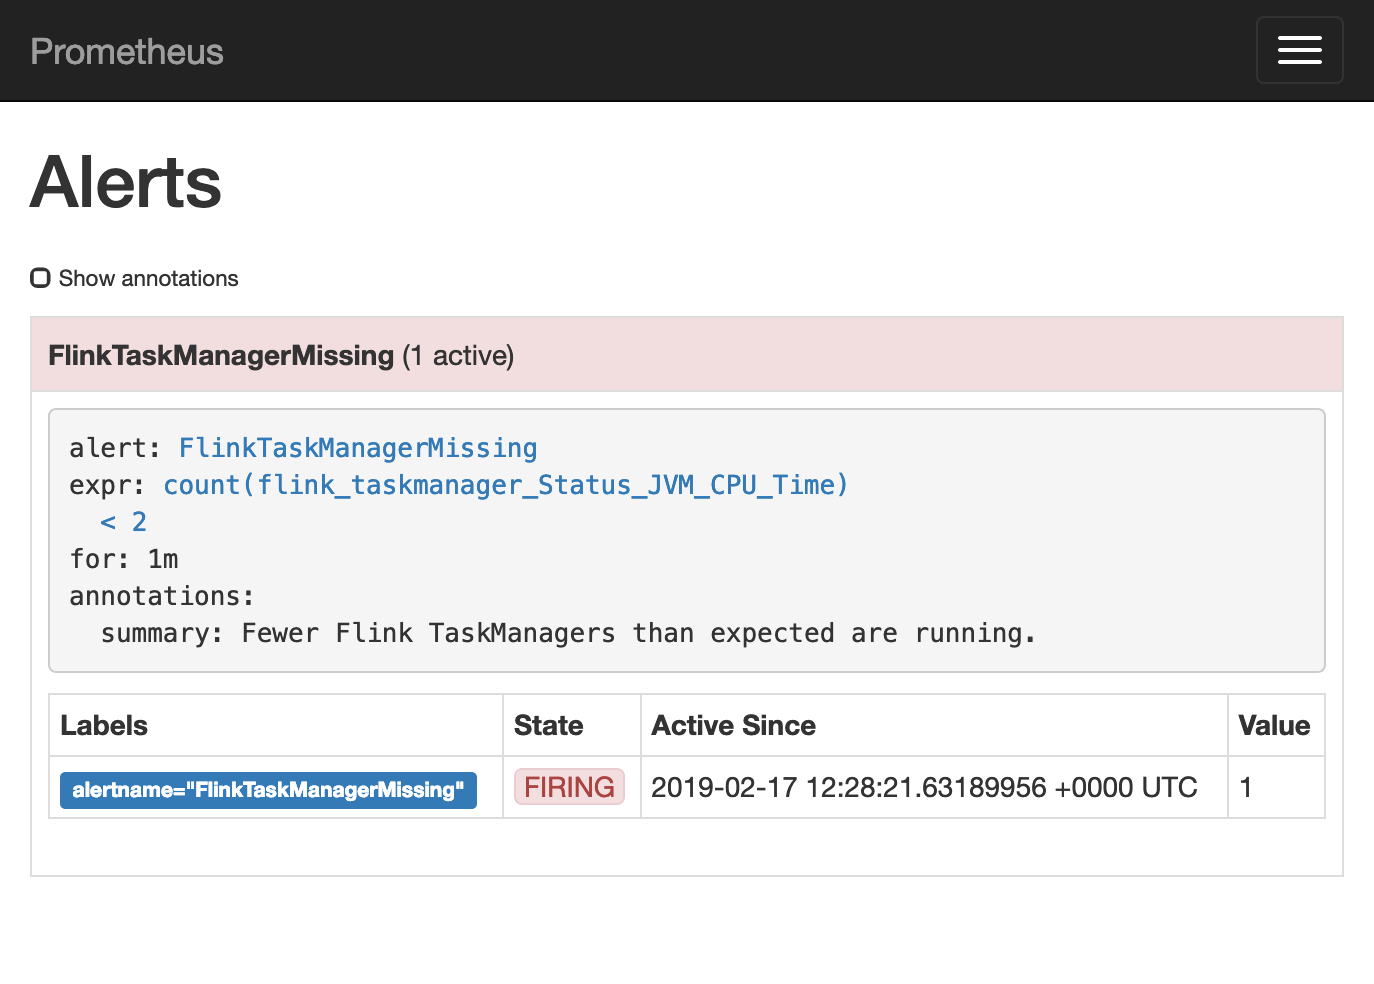 Prometheus
Alerts
Show annotations
FlinkTaskManagerMissing (1 active)
alert: FlinkTaskManagerMissing
expr: count(flink_taskmanager_Status_JVM_CPU_Time)
  < 2
for: 1m
annotations:
  summary: Fewer Flink TaskManagers than expected are running.
Labels State Active Since Value
alertname="FlinkTaskManagerMissing" FIRING 2019-02-17 12:28:21.63189956 +0000 UTC 1